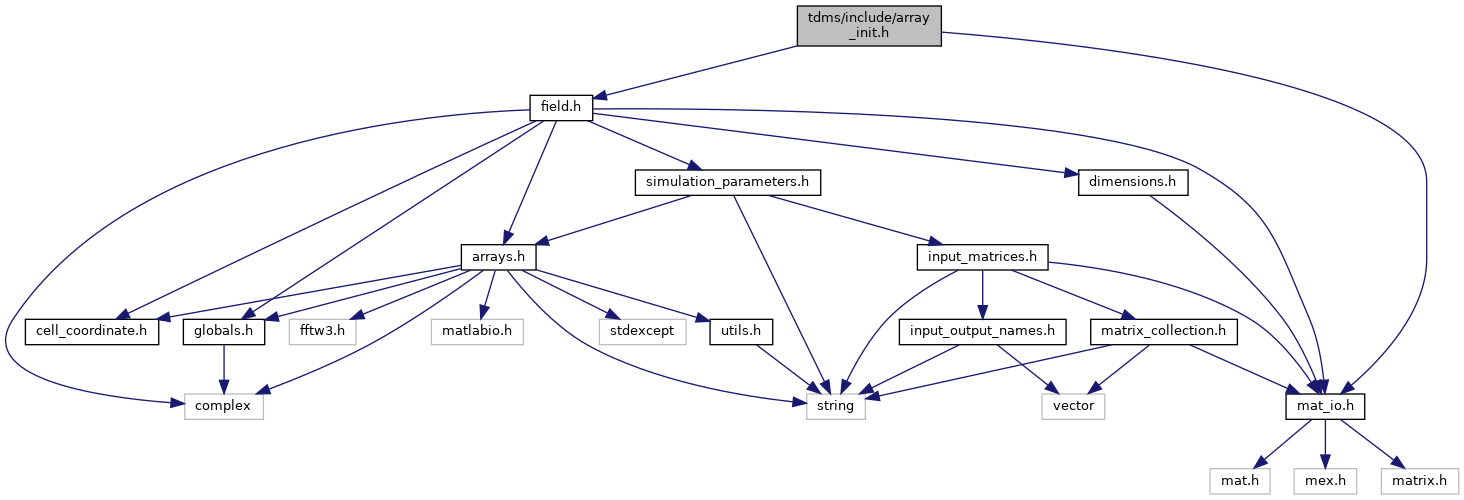 tdms/include/array
_init.h
field.h
simulation_parameters.h
dimensions.h
arrays.h
input_matrices.h
cell_coordinate.h
globals.h
fftw3.h
matlabio.h
stdexcept
utils.h
input_output_names.h
matrix_collection.h
complex
string
vector
mat_io.h
mat.h
mex.h
matrix.h